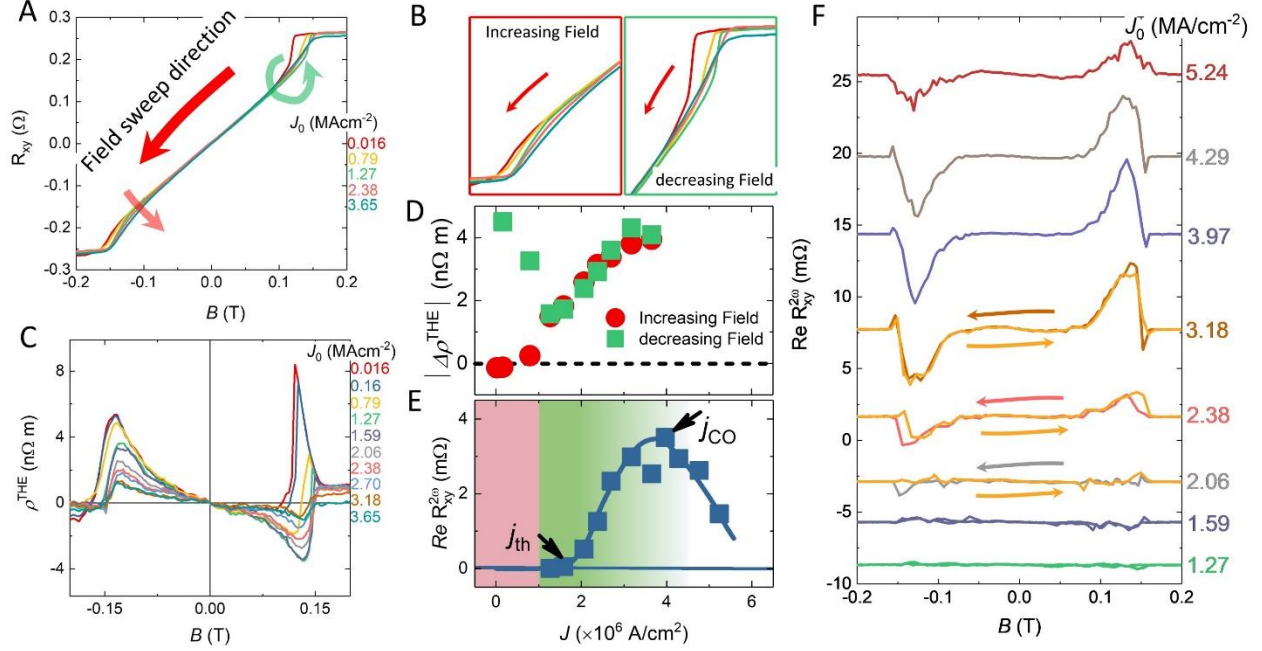 A
R_xy (Ω)
0.3
0.2
0.1
0.0
-0.1
-0.2
-0.3
Field sweep direction
J_0 (MAcm^-2)
0.016
0.79
1.27
2.38
3.65
-0.2 -0.1 0.0 0.1 0.2
B (T)
B
Increasing Field
decreasing Field
C
ρ^THE (nΩ m)
8
4
0
-4
J_0 (MAcm^-2)
0.016
0.16
0.79
1.27
1.59
2.06
2.38
2.70
3.18
3.65
-0.15 0.00 0.15
B (T)
D
| Δρ^THE | (nΩ m)
4
2
0
Increasing Field
decreasing Field
E
Re R_xy^2ω (mΩ)
4
2
0
j_th
j_CO
0 2 4 6
J (×10^6 A/cm^2)
F
J_0 (MA/cm^-2)
Re R_xy^2ω (mΩ)
25
20
15
10
5
0
-5
-10
5.24
4.29
3.97
3.18
2.38
2.06
1.59
1.27
-0.2 -0.1 0.0 0.1 0.2
B (T)